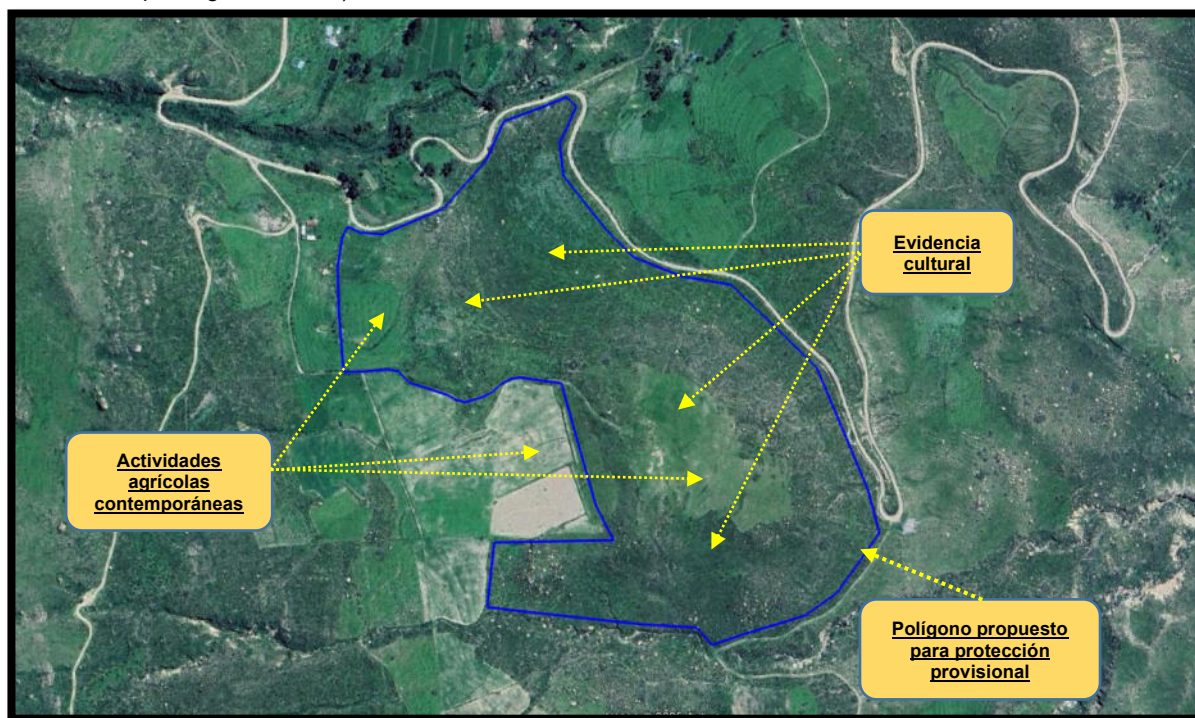 Evidencia
cultural
Actividades
agrícolas
contemporáneas
Polígono propuesto
para protección
provisional